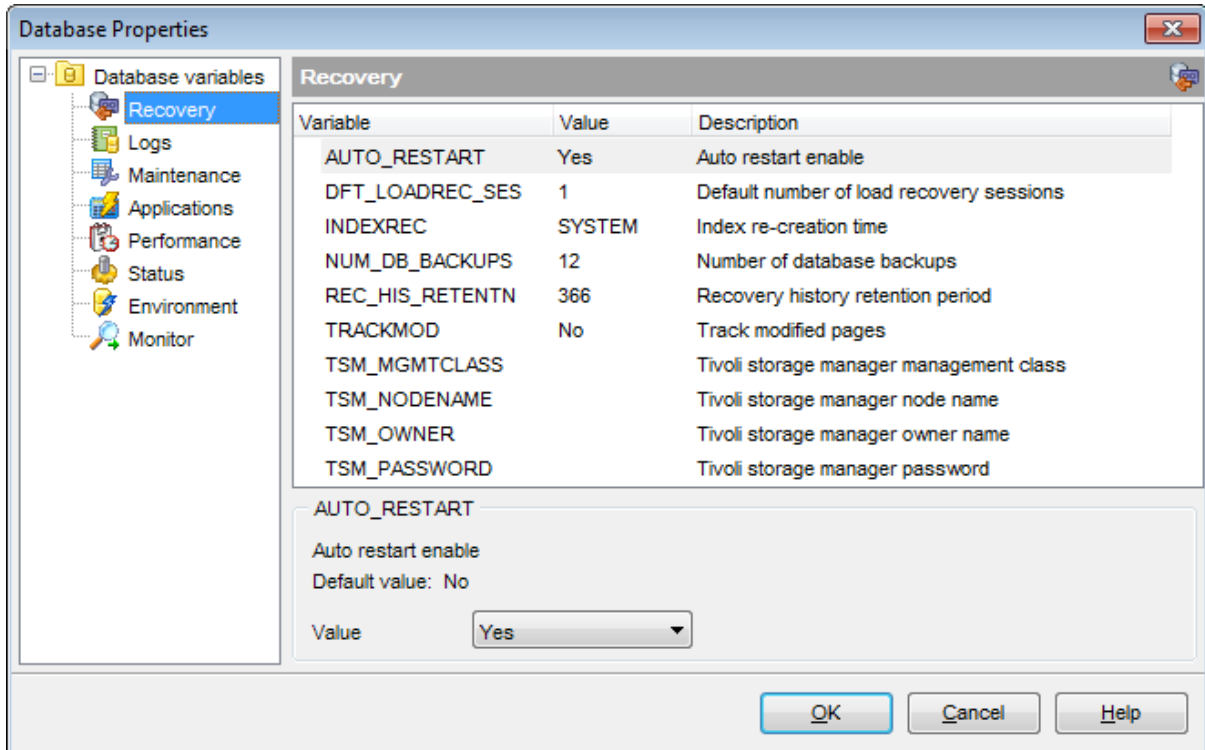 Database Properties
Database variables
Recovery
Logs
Maintenance
Applications
Performance
Status
Environment
Monitor
Recovery
Variable Value Description
AUTO_RESTART Yes Auto restart enable
DFT_LOADREC_SES 1 Default number of load recovery sessions
INDEXREC SYSTEM Index re-creation time
NUM_DB_BACKUPS 12 Number of database backups
REC_HIS_RETENTN 366 Recovery history retention period
TRACKMOD No Track modified pages
TSM_MGMTCLASS Tivoli storage manager management class
TSM_NODENAME Tivoli storage manager node name
TSM_OWNER Tivoli storage manager owner name
TSM_PASSWORD Tivoli storage manager password
AUTO_RESTART
Auto restart enable
Default value: No
Value Yes
OK Cancel Help